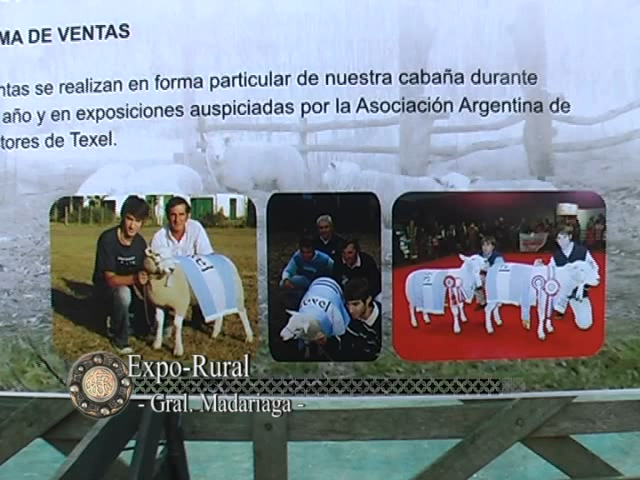 MA DE VENTAS
ntas se realizan en forma particular de nuestra cabaña durante
año y en exposiciones auspiciadas por la Asociación Argentina de
tores de Texel.
Texel
Expo-Rural
- Gral. Madariaga -